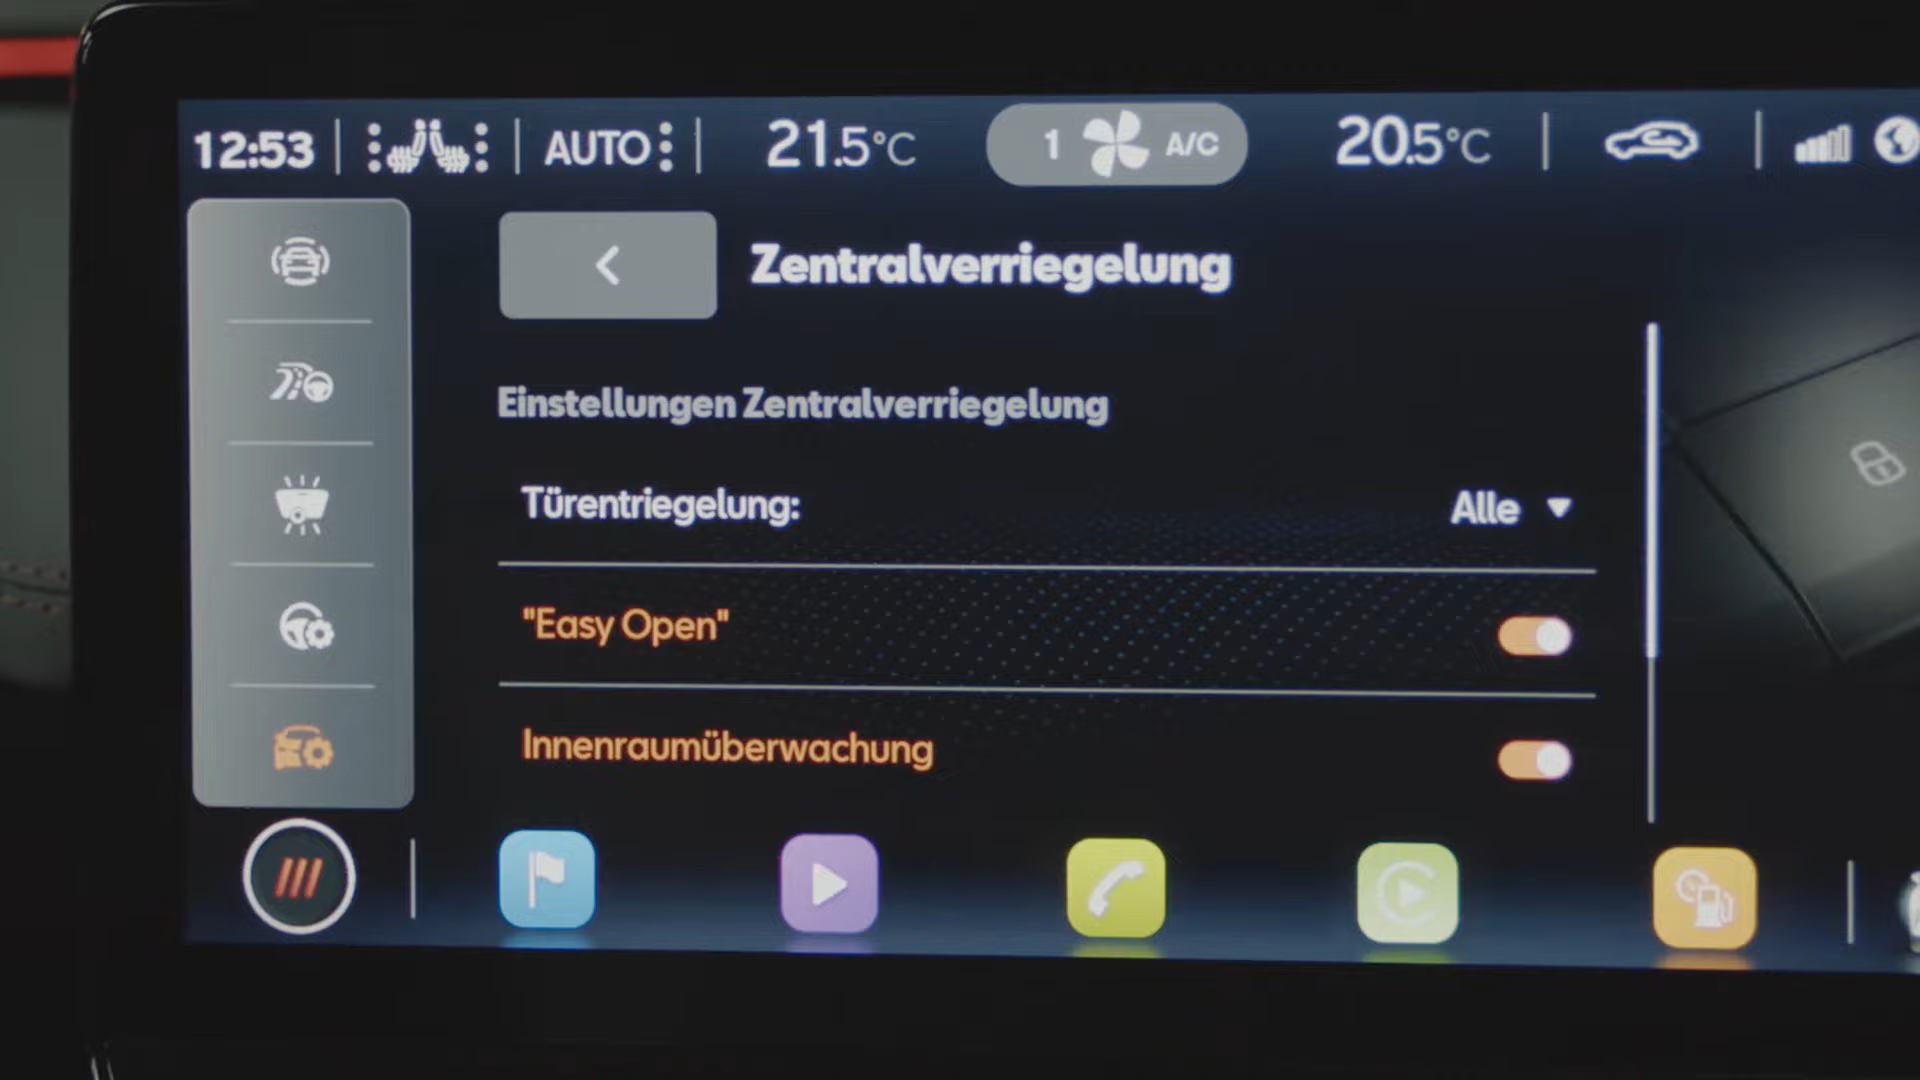 12:53 AUTO 21.5°C 1 A/C 20.5°C
Zentralverriegelung
Einstellungen Zentralverriegelung
Türentriegelung: Alle
"Easy Open"
Innenraumüberwachung